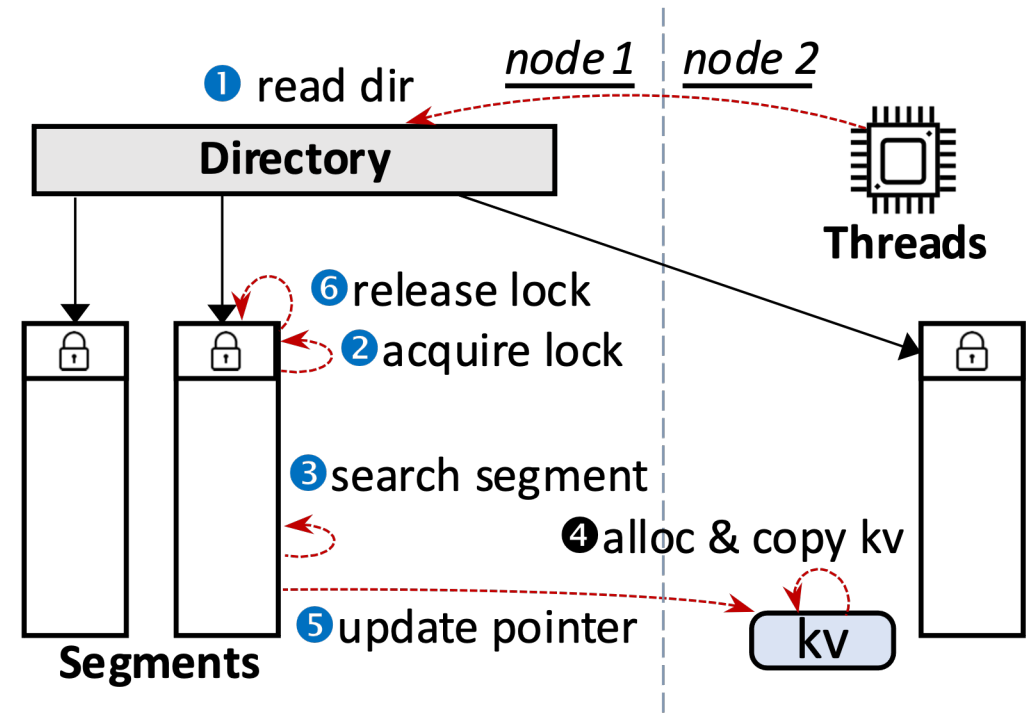 node 1 node 2
❶ read dir
Directory
Threads
❻ release lock
❷ acquire lock
❸ search segment
❹ alloc & copy kv
❺ update pointer
kv
Segments